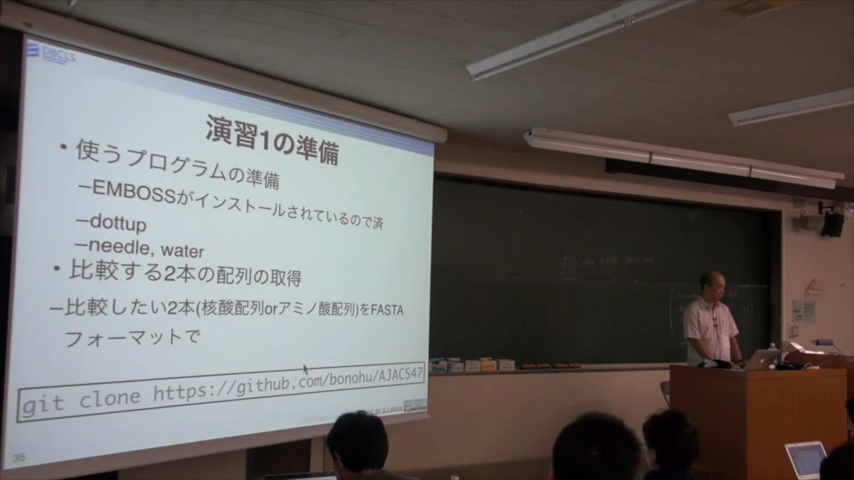 DBCLS
演習1の準備
• 使うプログラムの準備
–EMBOSSがインストールされているので済
–dottup
–needle, water
• 比較する2本の配列の取得
–比較したい2本(核酸配列orアミノ酸配列)をFASTA
フォーマットで
git clone https://github.com/bonohu/AJACS47
35